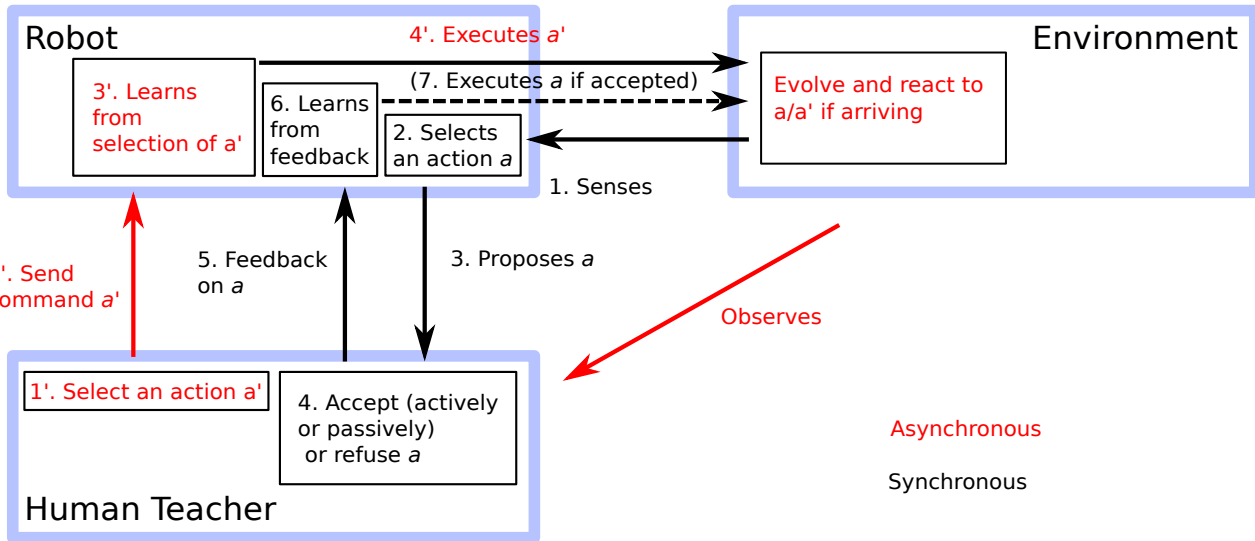 Robot
4'. Executes a'
Environment
3'. Learns
from
selection of a'
6. Learns
from
feedback
(7. Executes a if accepted)
2. Selects
an action a
Evolve and react to
a/a' if arriving
1. Senses
'. Send
ommand a'
5. Feedback
on a
3. Proposes a
Observes
1'. Select an action a'
4. Accept (actively
or passively)
or refuse a
Human Teacher
Asynchronous
Synchronous